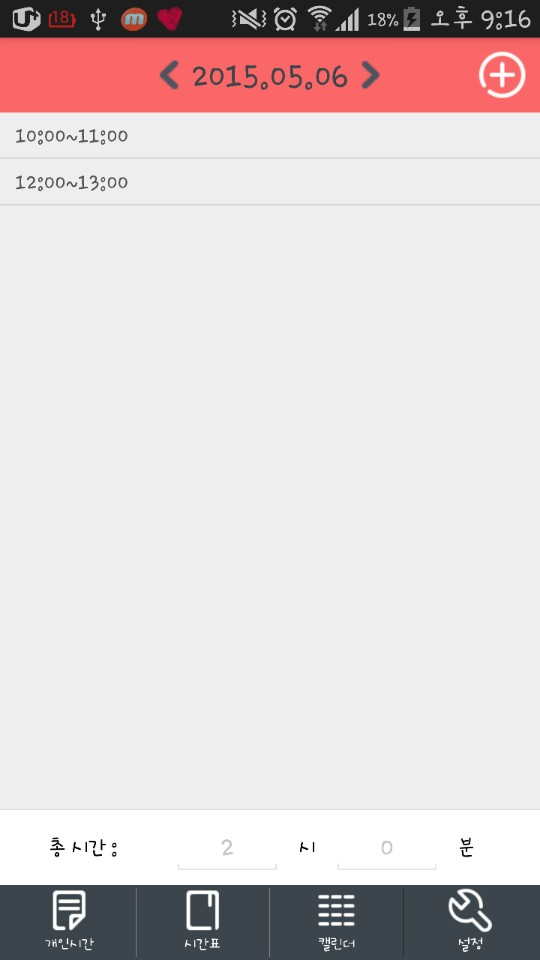 18 18% 오후 9:16
2015.05.06
10:00~11:00
12:00~13:00
총 시간 : 2 시 0 분
개인시간 시간표 캘린더 설정